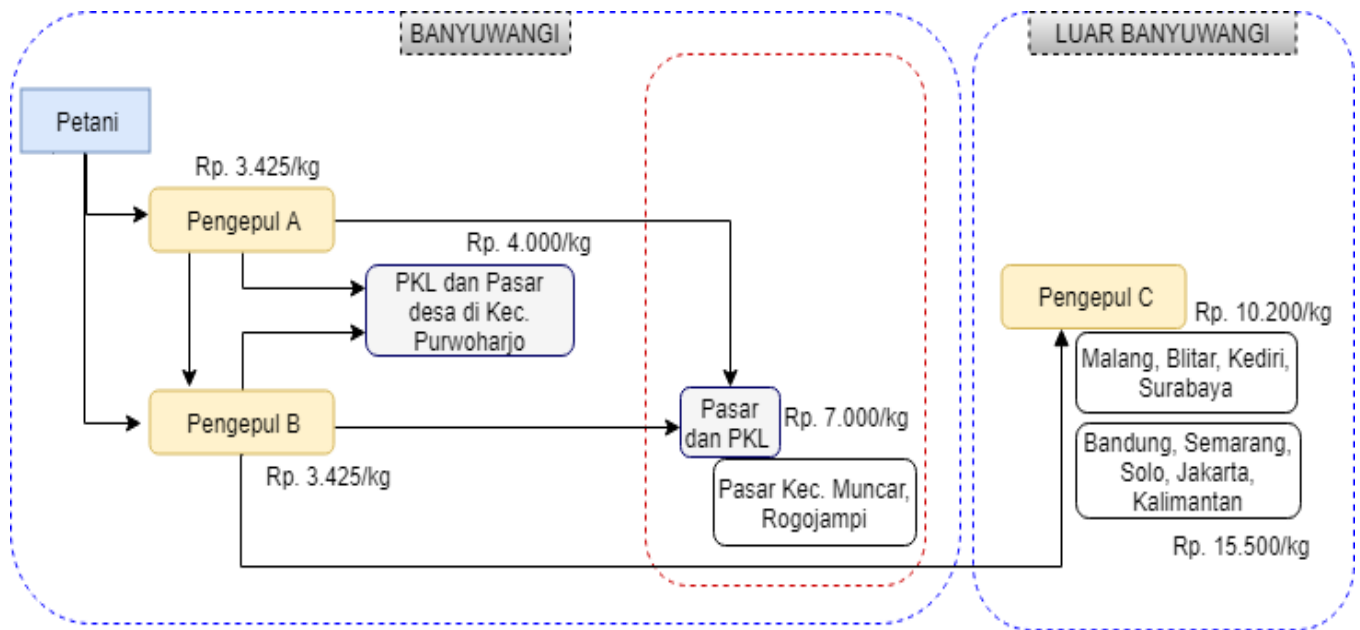 BANYUWANGI
LUAR BANYUWANGI
Petani
Rp. 3.425/kg
Pengepul A
Rp. 4.000/kg
PKL dan Pasar
desa di Kec.
Purwoharjo
Pengepul C
Rp. 10.200/kg
Malang, Blitar, Kediri,
Surabaya
Pengepul B
Rp. 3.425/kg
Pasar
dan PKL
Rp. 7.000/kg
Pasar Kec. Muncar,
Rogojampi
Bandung, Semarang,
Solo, Jakarta,
Kalimantan
Rp. 15.500/kg